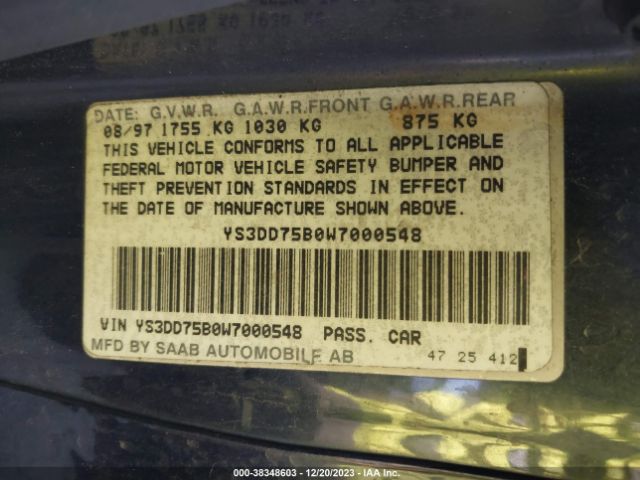 DATE: G.V.W.R. G.A.W.R.FRONT G.A.W.R.REAR
08/97 1755 KG 1030 KG 875 KG
THIS VEHICLE CONFORMS TO ALL APPLICABLE
FEDERAL MOTOR VEHICLE SAFETY BUMPER AND
THEFT PREVENTION STANDARDS IN EFFECT ON
THE DATE OF MANUFACTURE SHOWN ABOVE.
YS3DD75B0W7000548
VIN YS3DD75B0W7000548 PASS. CAR
MFD BY SAAB AUTOMOBILE AB 47 25 412
000-38348603 - 12/20/2023 - IAA Inc.